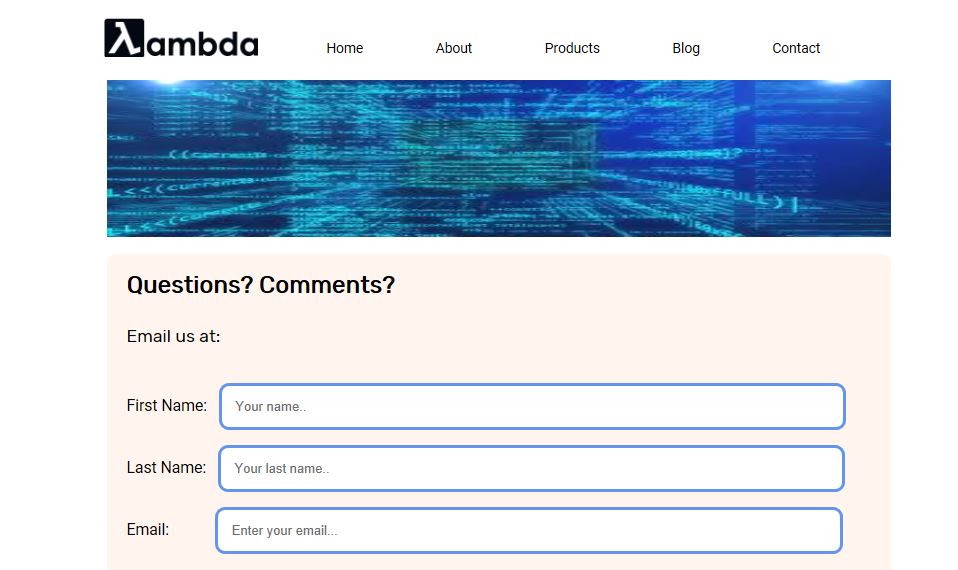 λambda
Home About Products Blog Contact
Questions? Comments?
Email us at:
First Name: Your name..
Last Name: Your last name..
Email: Enter your email...